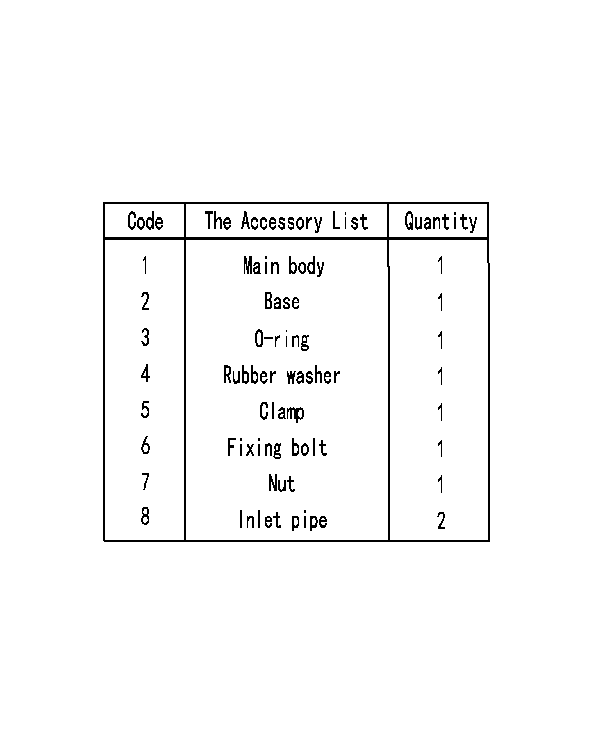 Code The Accessory List Quantity
1 Main body 1
2 Base 1
3 O-ring 1
4 Rubber washer 1
5 Clamp 1
6 Fixing bolt 1
7 Nut 1
8 Inlet pipe 2